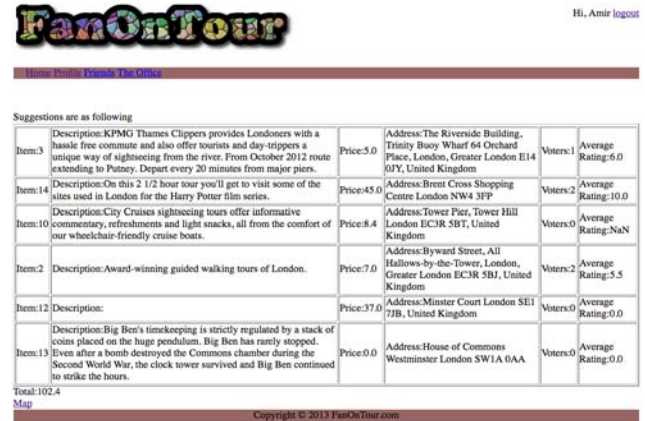 FanOnTour
Hi, Amir logout
Home Profile Friends The Office
Suggestions are as following
Item:3
Description:KPMG Thames Clippers provides Londoners with a
hassle free commute and also offer tourists and day-trippers a
unique way of sightseeing from the river. From October 2012 route
extending to Putney. Depart every 20 minutes from major piers.
Price:5.0
Address:The Riverside Building,
Trinity Buoy Wharf 64 Orchard
Place, London, Greater London E14
0JY, United Kingdom
Voters:1
Average
Rating:6.0
Item:14
Description:On this 2 1/2 hour tour you'll get to visit some of the
sites used in London for the Harry Potter film series.
Price:45.0
Address:Brent Cross Shopping
Centre London NW4 3FP
Voters:2
Average
Rating:10.0
Item:10
Description:City Cruises sightseeing tours offer informative
commentary, refreshments and light snacks, all from the comfort of
our wheelchair-friendly cruise boats.
Price:8.4
Address:Tower Pier, Tower Hill
London EC3R 5BT, United
Kingdom
Voters:0
Average
Rating:NaN
Item:2
Description:Award-winning guided walking tours of London.
Price:7.0
Address:Byward Street, All
Hallows-by-the-Tower, London,
Greater London EC3R 5BJ, United
Kingdom
Voters:2
Average
Rating:5.5
Item:12
Description:
Price:37.0
Address:Minster Court London SE1
7JB, United Kingdom
Voters:0
Average
Rating:0.0
Item:13
Description:Big Ben's timekeeping is strictly regulated by a stack of
coins placed on the huge pendulum. Big Ben has rarely stopped.
Even after a bomb destroyed the Commons chamber during the
Second World War, the clock tower survived and Big Ben continued
to strike the hours.
Price:0.0
Address:House of Commons
Westminster London SW1A 0AA
Voters:0
Average
Rating:0.0
Total:102.4
Map
Copyright © 2013 FanOnTour.com